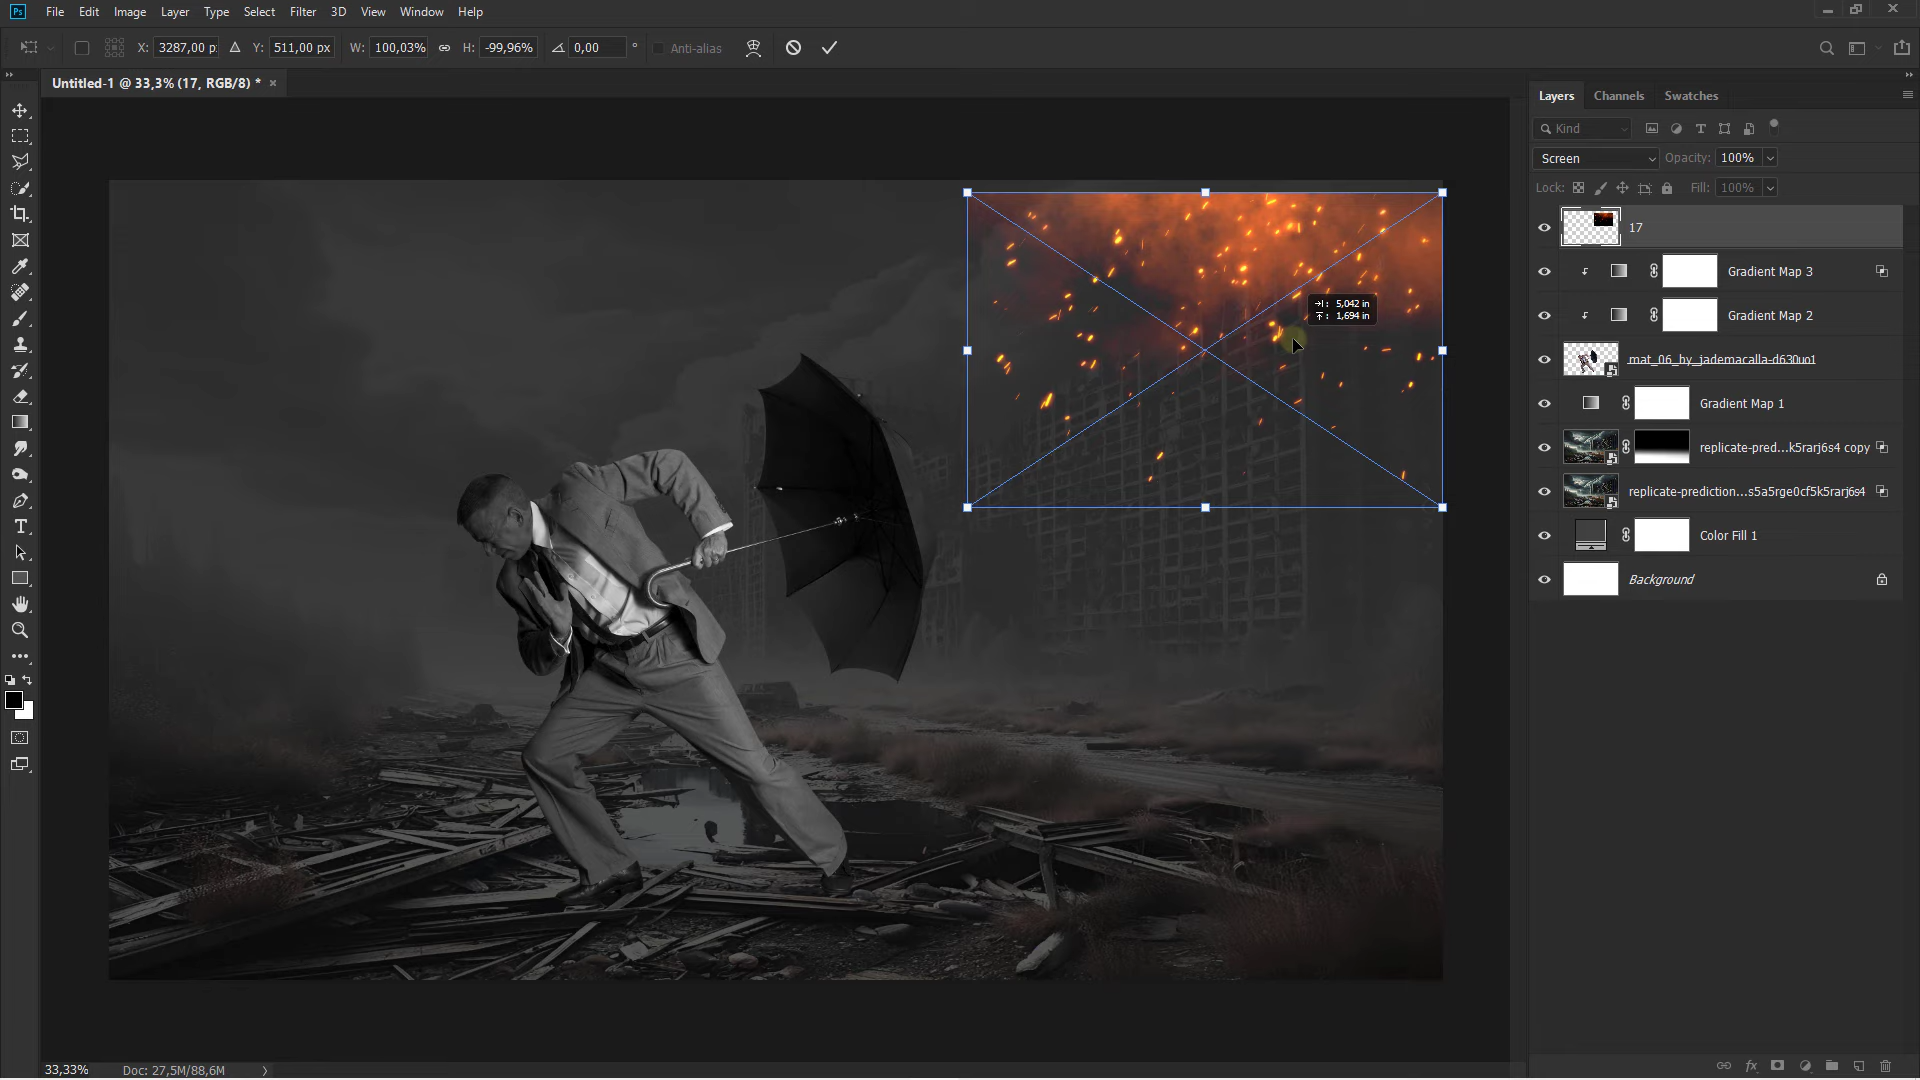 Ps File Edit Image Layer Type Select Filter 3D View Window Help
X: 3287,00 p Y: 511,00 px W: 100,03% H: -99,96% 0,00 ° Anti-alias
Untitled-1 @ 33,3% (17, RGB/8) * ×
Layers Channels Swatches
Kind
Screen Opacity: 100%
Lock: Fill: 100%
17
Gradient Map 3
Gradient Map 2
mat_06_by_jademacalla-d630uo1
Gradient Map 1
replicate-pred...k5rarj6s4 copy
replicate-prediction...s5a5rge0cf5k5rarj6s4
Color Fill 1
Background
5,042 in
1,694 in
33,33% Doc: 27,5M/88,6M